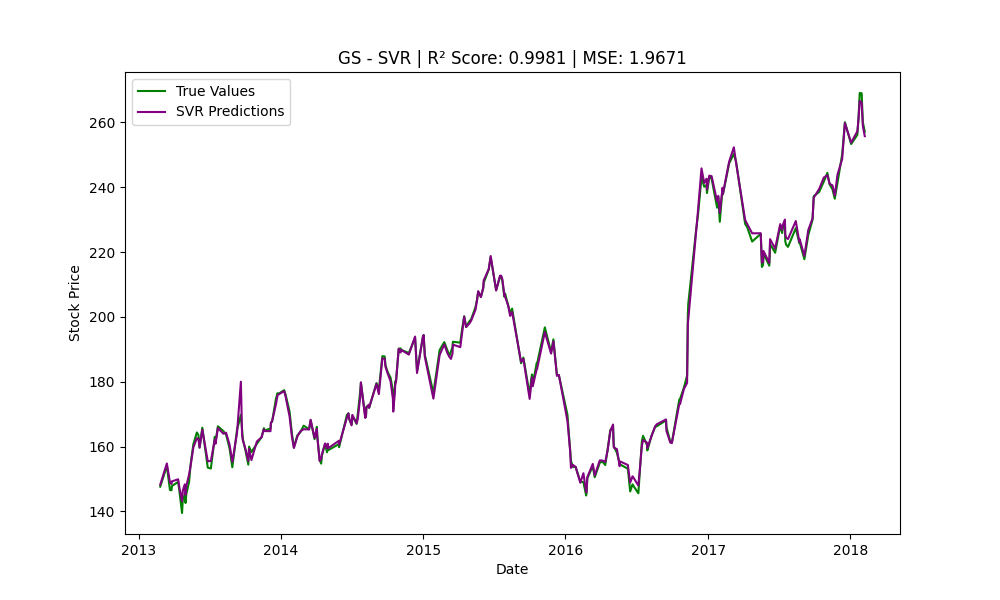 GS - SVR | R² Score: 0.9981 | MSE: 1.9671
True Values
SVR Predictions
260
240
220
200
180
160
140
Stock Price
2013 2014 2015 2016 2017 2018
Date